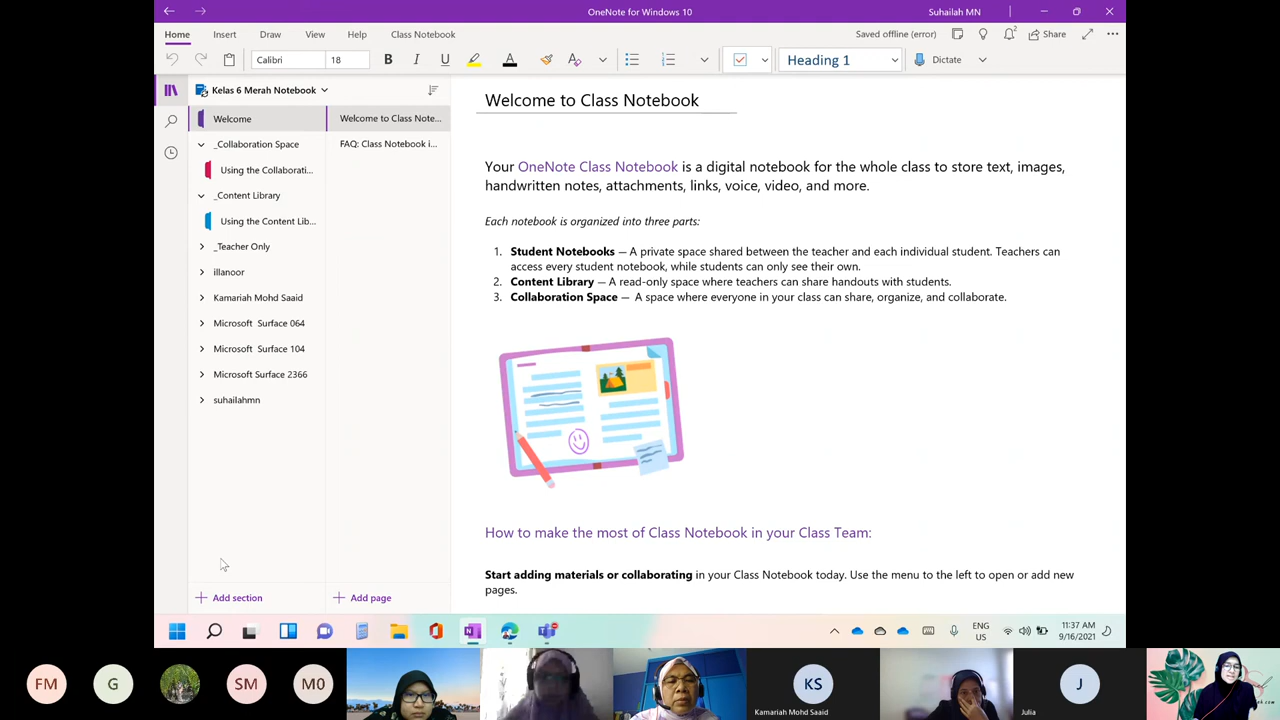 OneNote for Windows 10
Suhailah MN
Home Insert Draw View Help Class Notebook
Saved offline (error)
2
Share
Calibri 18 B I U A
Heading 1
Dictate
Kelas 6 Merah Notebook
Welcome
_Collaboration Space
Using the Collaborati...
_Content Library
Using the Content Lib...
_Teacher Only
illanoor
Kamariah Mohd Saaid
Microsoft Surface 064
Microsoft Surface 104
Microsoft Surface 2366
suhailahmn
Add section
Welcome to Class Note...
FAQ: Class Notebook i...
Add page
Welcome to Class Notebook
Your OneNote Class Notebook is a digital notebook for the whole class to store text, images,
handwritten notes, attachments, links, voice, video, and more.
Each notebook is organized into three parts:
1. Student Notebooks — A private space shared between the teacher and each individual student. Teachers can
access every student notebook, while students can only see their own.
2. Content Library — A read-only space where teachers can share handouts with students.
3. Collaboration Space — A space where everyone in your class can share, organize, and collaborate.
How to make the most of Class Notebook in your Class Team:
Start adding materials or collaborating in your Class Notebook today. Use the menu to the left to open or add new
pages.
ENG
US
11:37 AM
9/16/2021
FM
G
SM
M0
KS
Kamariah Mohd Saaid
J
Julia